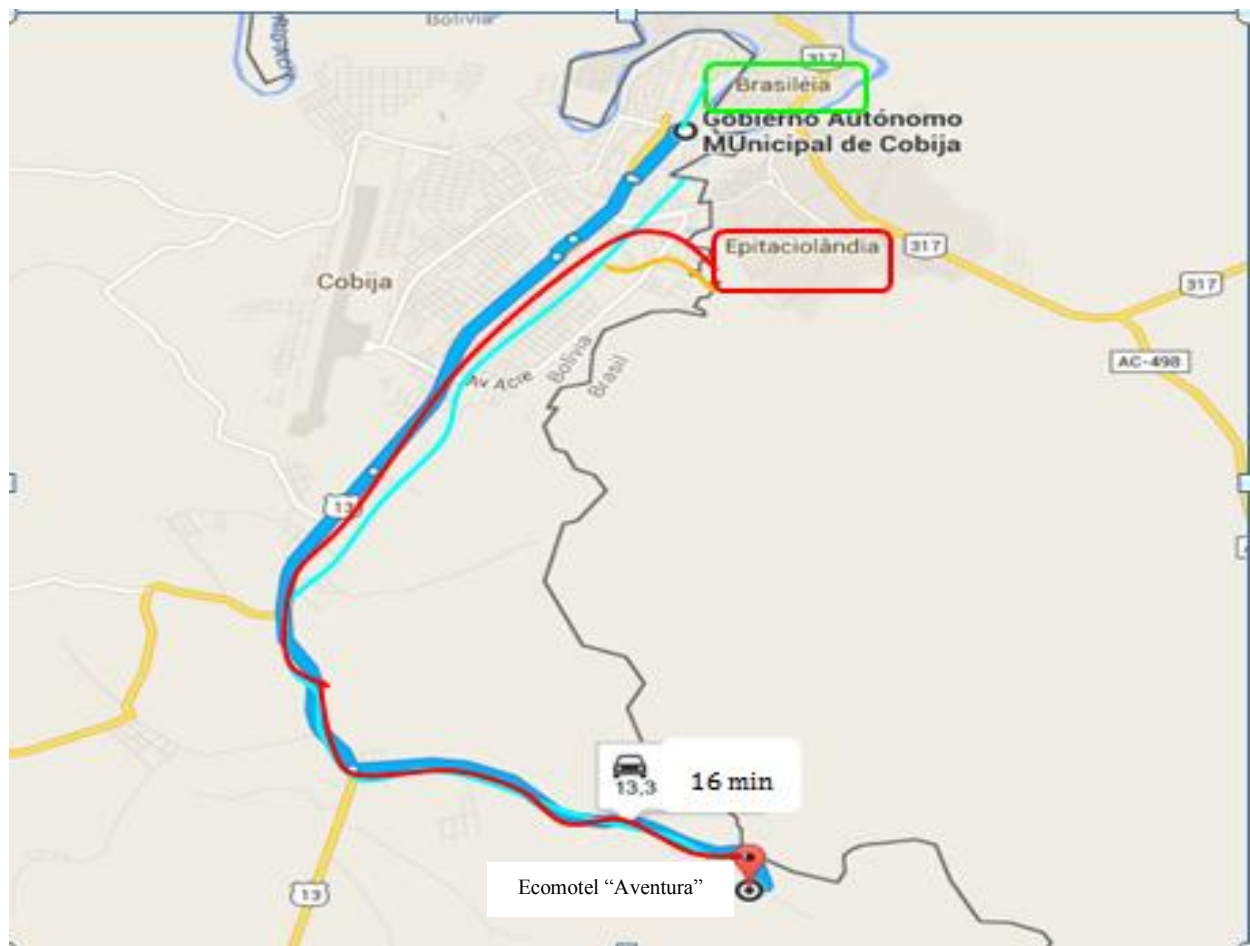 Bolivia
317
Brasiléia
Gobierno Autónomo
MUnicipal de Cobija
Epitaciolândia
317
317
Cobija
AC-498
Av Acre
Bolivia
Brasil
13
13,3
16 min
Ecomotel “Aventura”
13